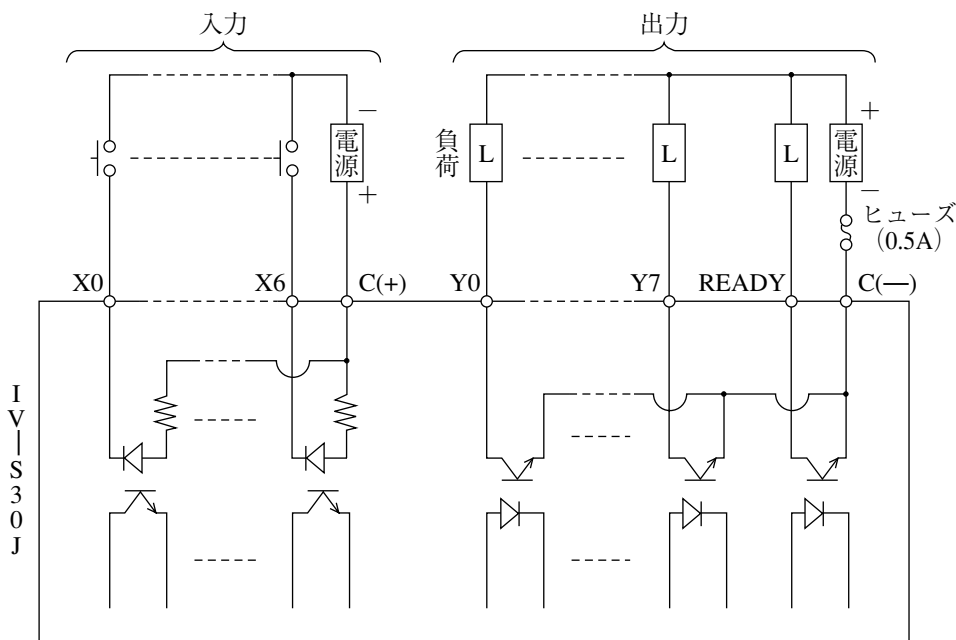 入力
出力
−
電源
+
負荷
L
L
L
+
電源
−
ヒューズ
(0.5A)
X0
X6
C(+)
Y0
Y7
READY
C(—)
IV―S30J